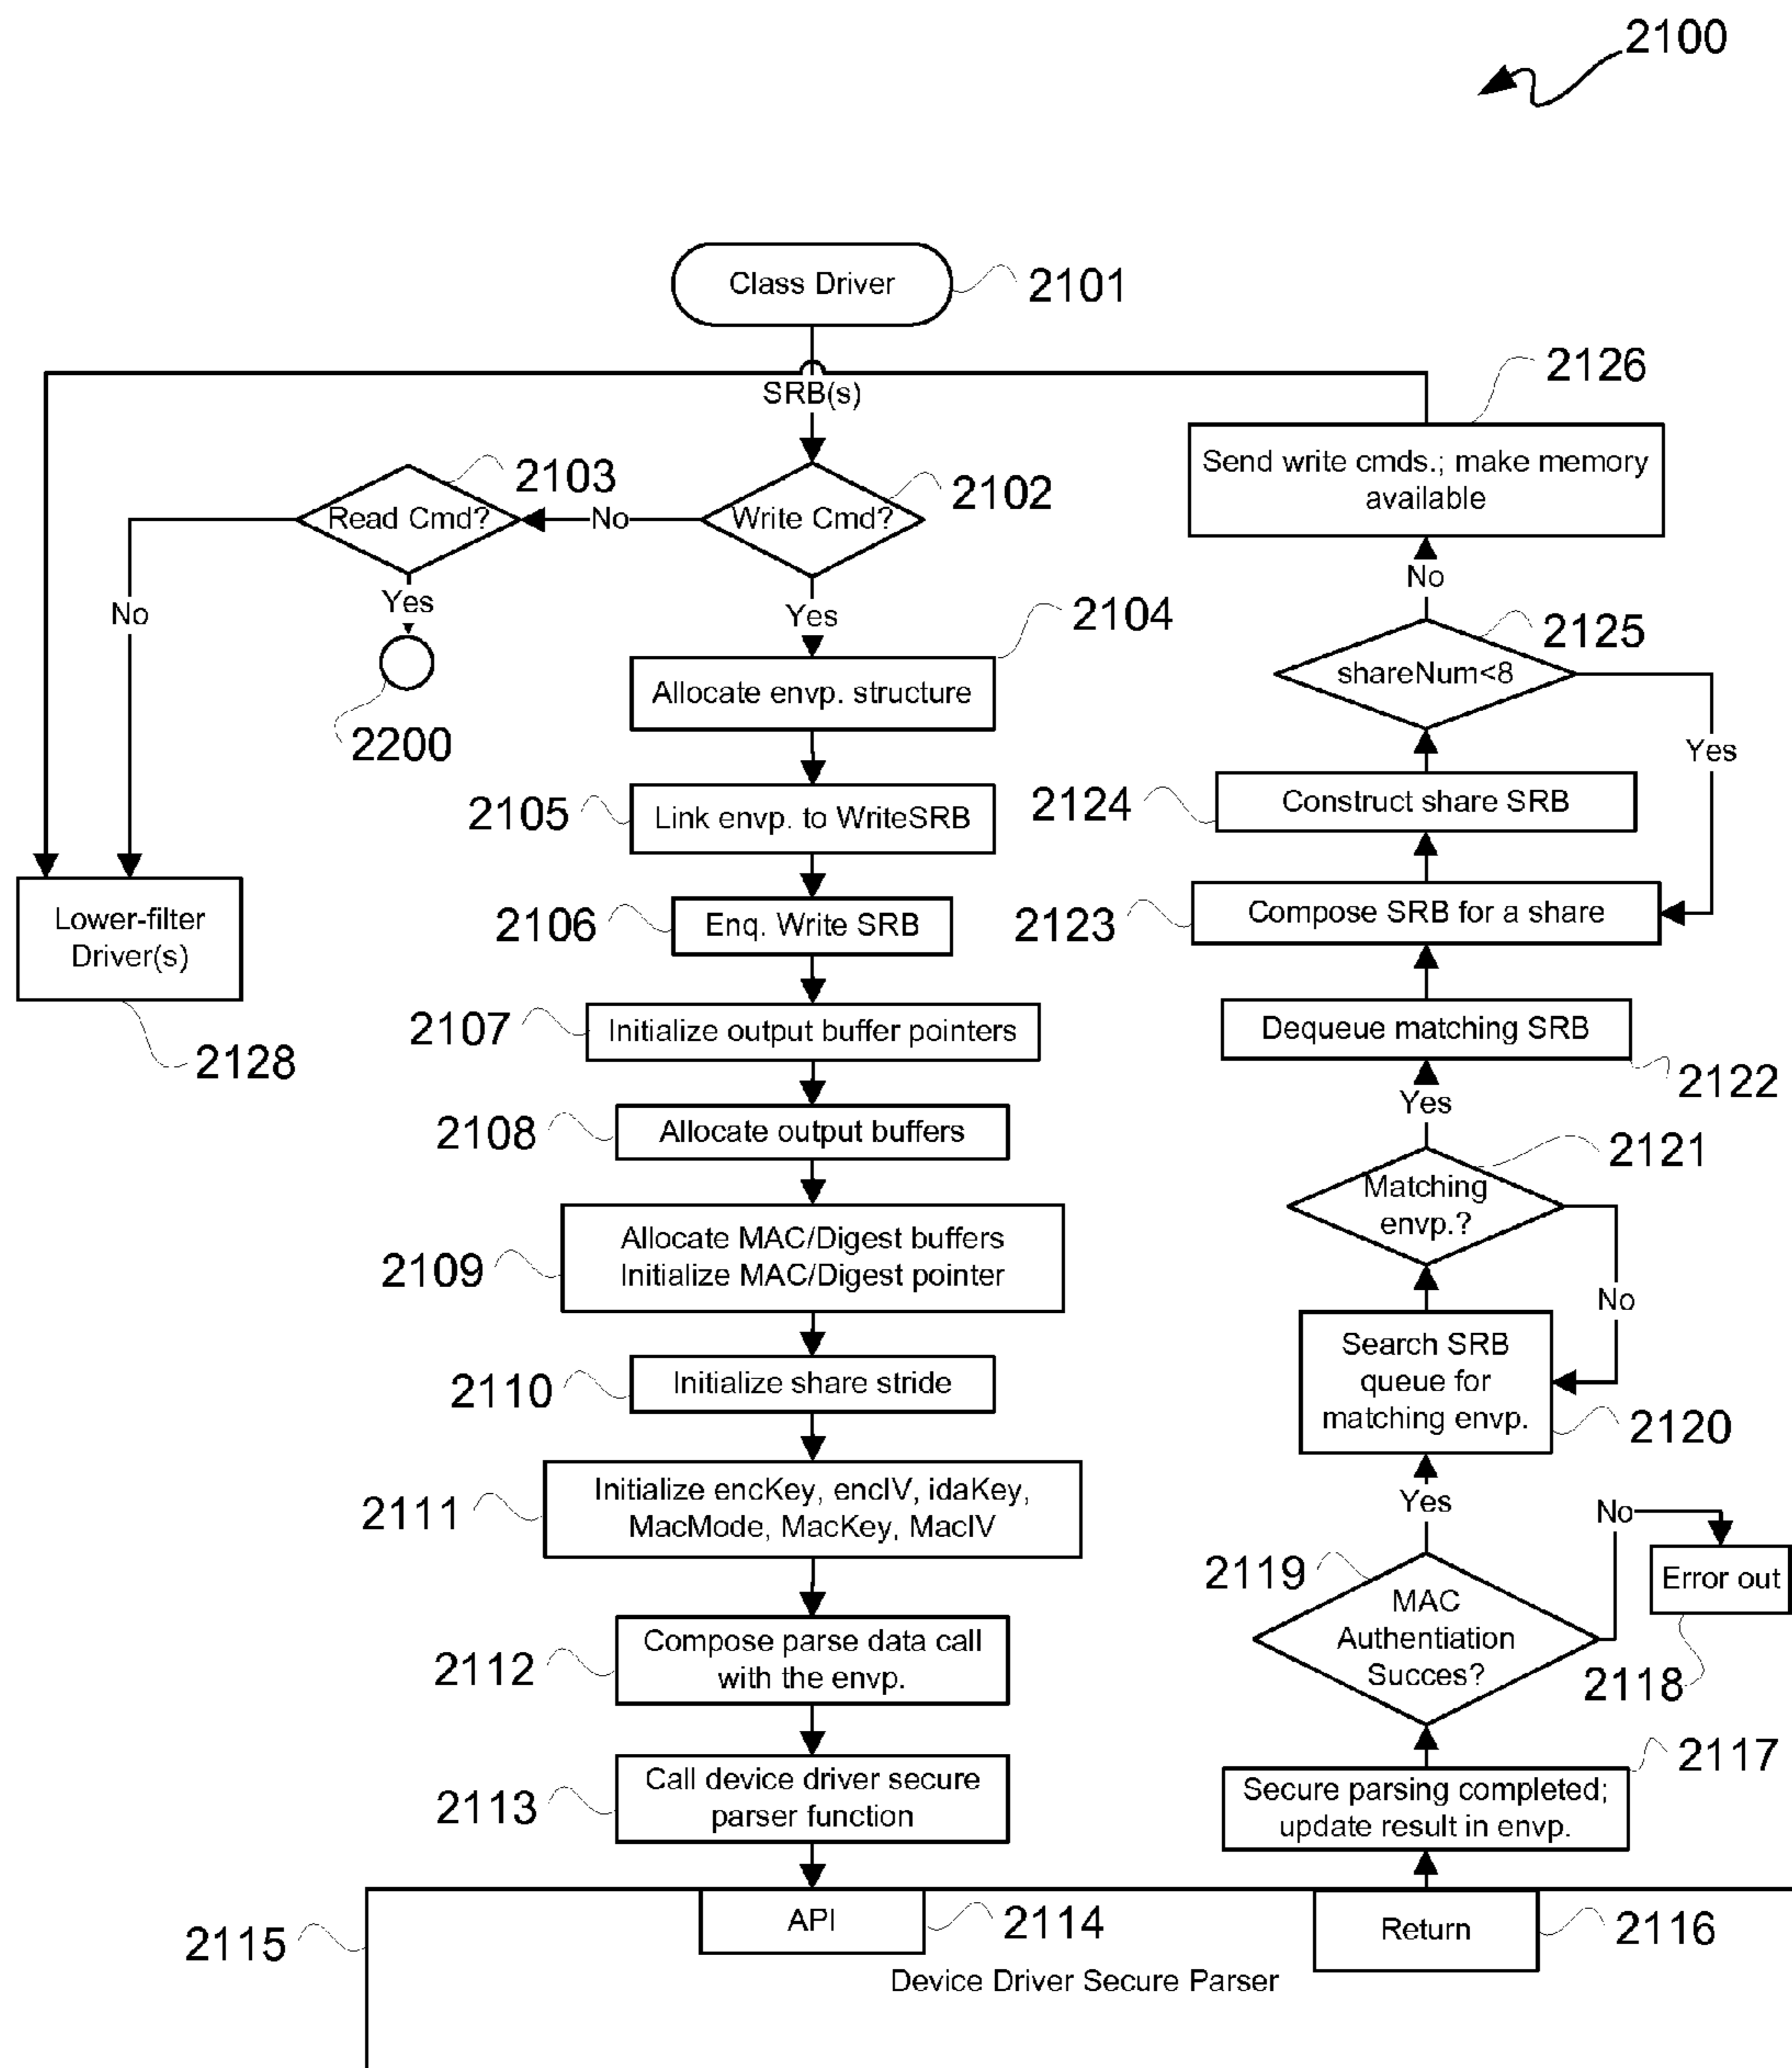 2100
Class Driver
2101
SRB(s)
2126
Send write cmds.; make memory
available
2103
Read Cmd?
No
Write Cmd?
2102
No
No
Yes
Yes
2200
2104
Allocate envp. structure
2125
shareNum<8
Yes
2105
Link envp. to WriteSRB
2124
Construct share SRB
2106
Enq. Write SRB
2123
Compose SRB for a share
Lower-filter
Driver(s)
2128
2107
Initialize output buffer pointers
Dequeue matching SRB
2122
2108
Allocate output buffers
Yes
2121
Matching
envp.?
No
2109
Allocate MAC/Digest buffers
Initialize MAC/Digest pointer
Search SRB
queue for
matching envp.
2120
2110
Initialize share stride
2111
Initialize encKey, encIV, idaKey,
MacMode, MacKey, MacIV
Yes
No
2119
MAC
Authentiation
Succes?
Error out
2118
2112
Compose parse data call
with the envp.
2113
Call device driver secure
parser function
2117
Secure parsing completed;
update result in envp.
2115
API
2114
Return
2116
Device Driver Secure Parser